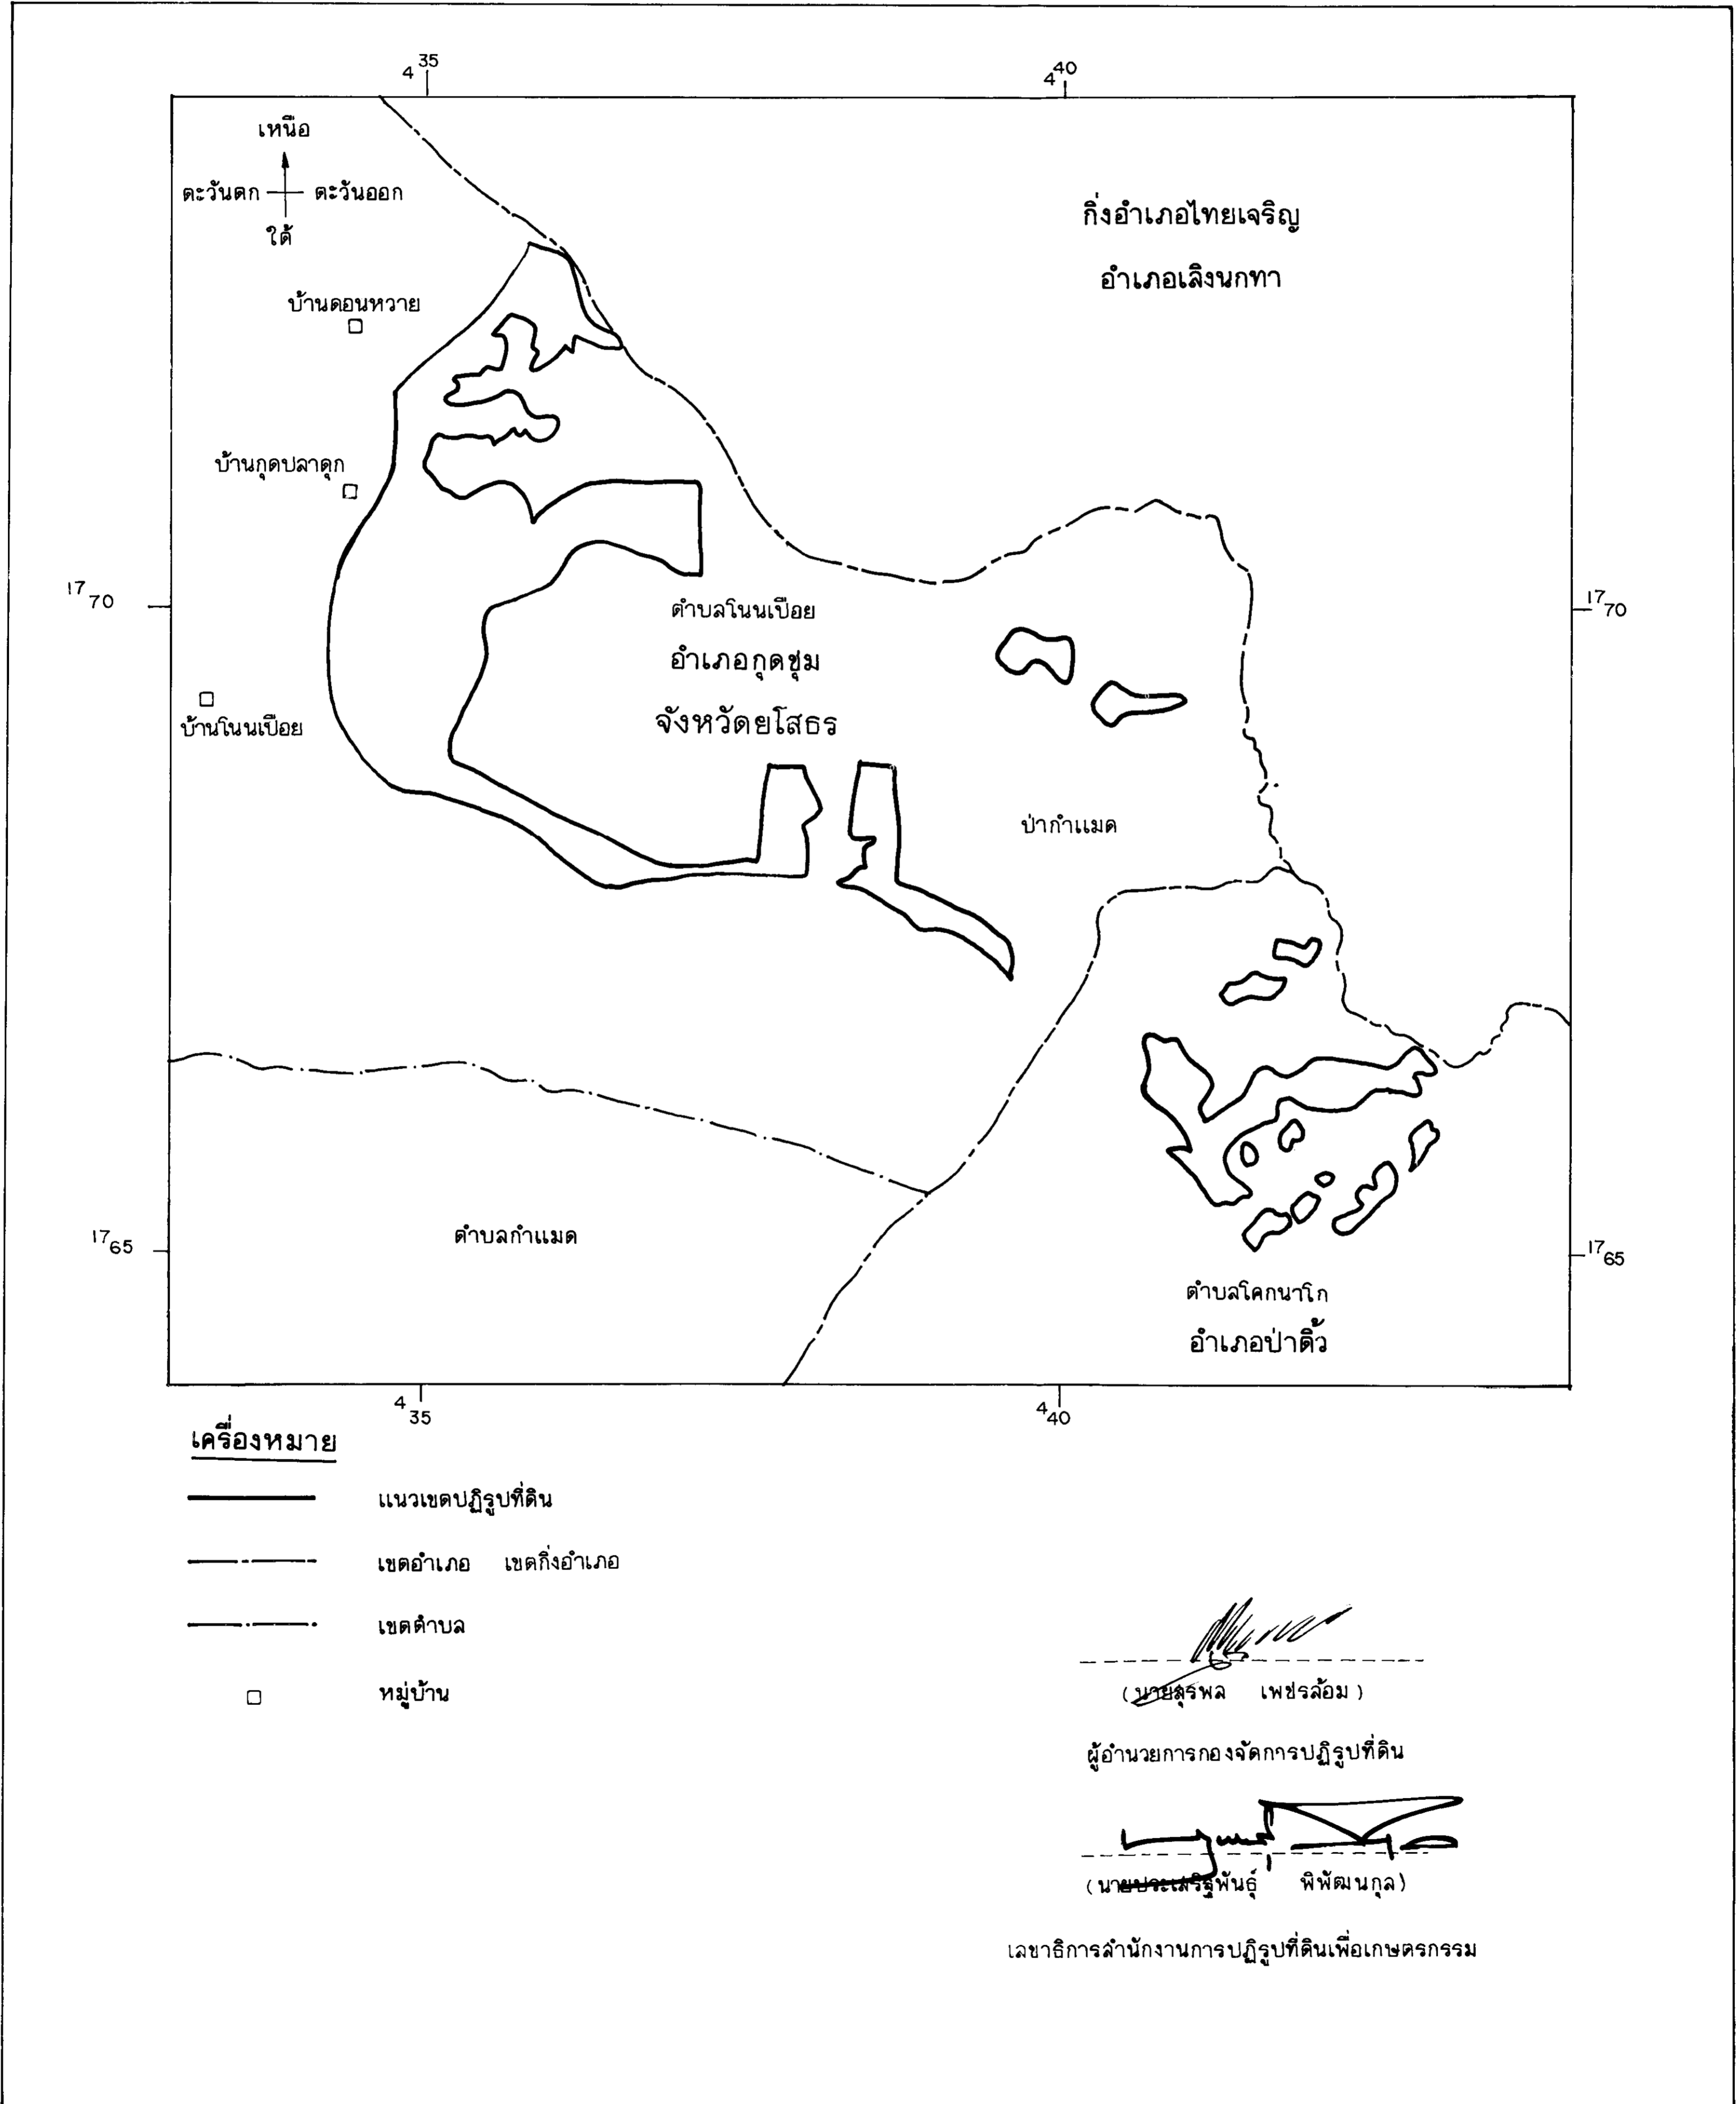 4 35
4 40
เหนือ
ตะวันตก ตะวันออก
ใต้
กิ่งอำเภอไทยเจริญ
อำเภอเลิงนกทา
บ้านดอนหวาย
บ้านกุดปลาดุก
17 70
17 70
ตำบลโนนเปือย
อำเภอกุดชุม
จังหวัดยโสธร
บ้านโนนเปือย
ป่ากำแมด
ตำบลกำแมด
17 65
17 65
ตำบลโคกนาโก
อำเภอป่าติ้ว
4 35
4 40
เครื่องหมาย
แนวเขตปฏิรูปที่ดิน
เขตอำเภอ เขตกิ่งอำเภอ
เขตตำบล
หมู่บ้าน
(นายสุรพล เพชรล้อม)
ผู้อำนวยการกองจัดการปฏิรูปที่ดิน
(นายประเสริฐพันธุ์ พิพัฒนกุล)
เลขาธิการสำนักงานการปฏิรูปที่ดินเพื่อเกษตรกรรม